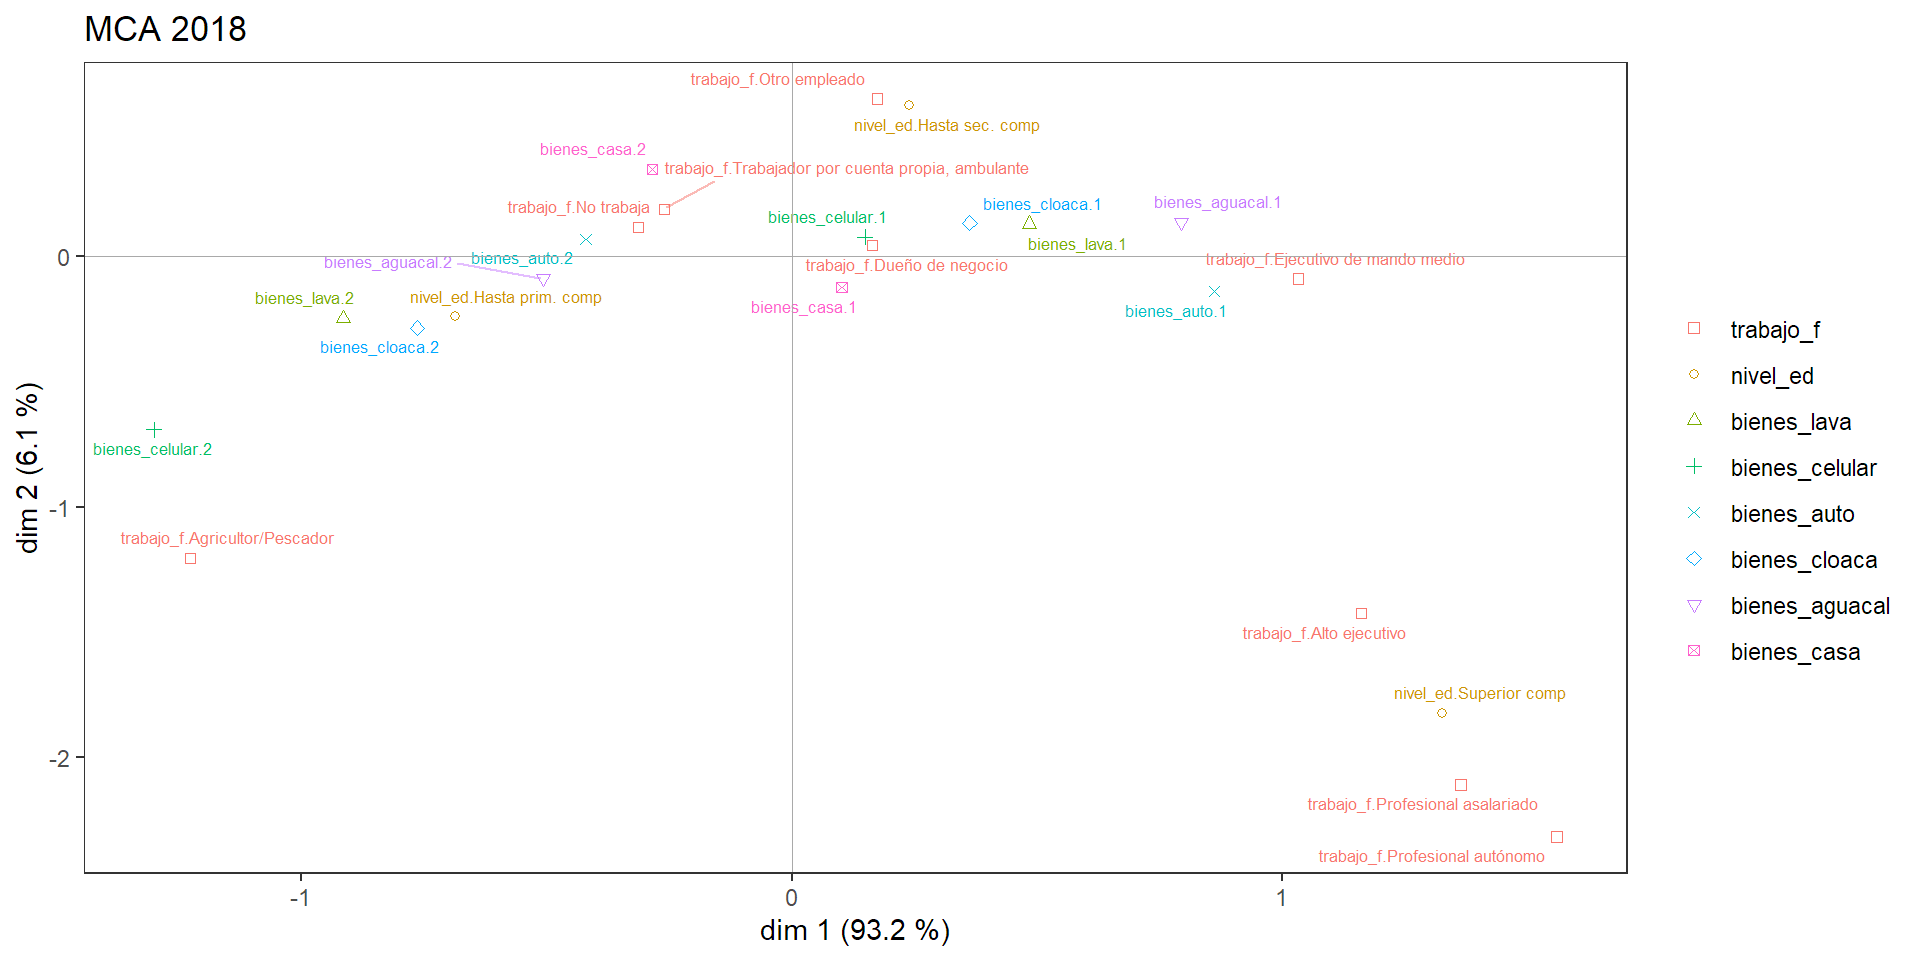 MCA 2018
trabajo_f.Otro empleado
nivel_ed.Hasta sec. comp
bienes_casa.2
trabajo_f.Trabajador por cuenta propia, ambulante
trabajo_f.No trabaja
bienes_celular.1
bienes_cloaca.1
bienes_aguacal.1
bienes_lava.1
bienes_auto.2
bienes_aguacal.2
trabajo_f.Dueño de negocio
trabajo_f.Ejecutivo de mando medio
bienes_lava.2
nivel_ed.Hasta prim. comp
bienes_casa.1
bienes_auto.1
bienes_cloaca.2
bienes_celular.2
trabajo_f.Agricultor/Pescador
trabajo_f.Alto ejecutivo
nivel_ed.Superior comp
trabajo_f.Profesional asalariado
trabajo_f.Profesional autónomo
0
-1
-2
dim 2 (6.1 %)
-1
0
1
dim 1 (93.2 %)
trabajo_f
nivel_ed
bienes_lava
bienes_celular
bienes_auto
bienes_cloaca
bienes_aguacal
bienes_casa